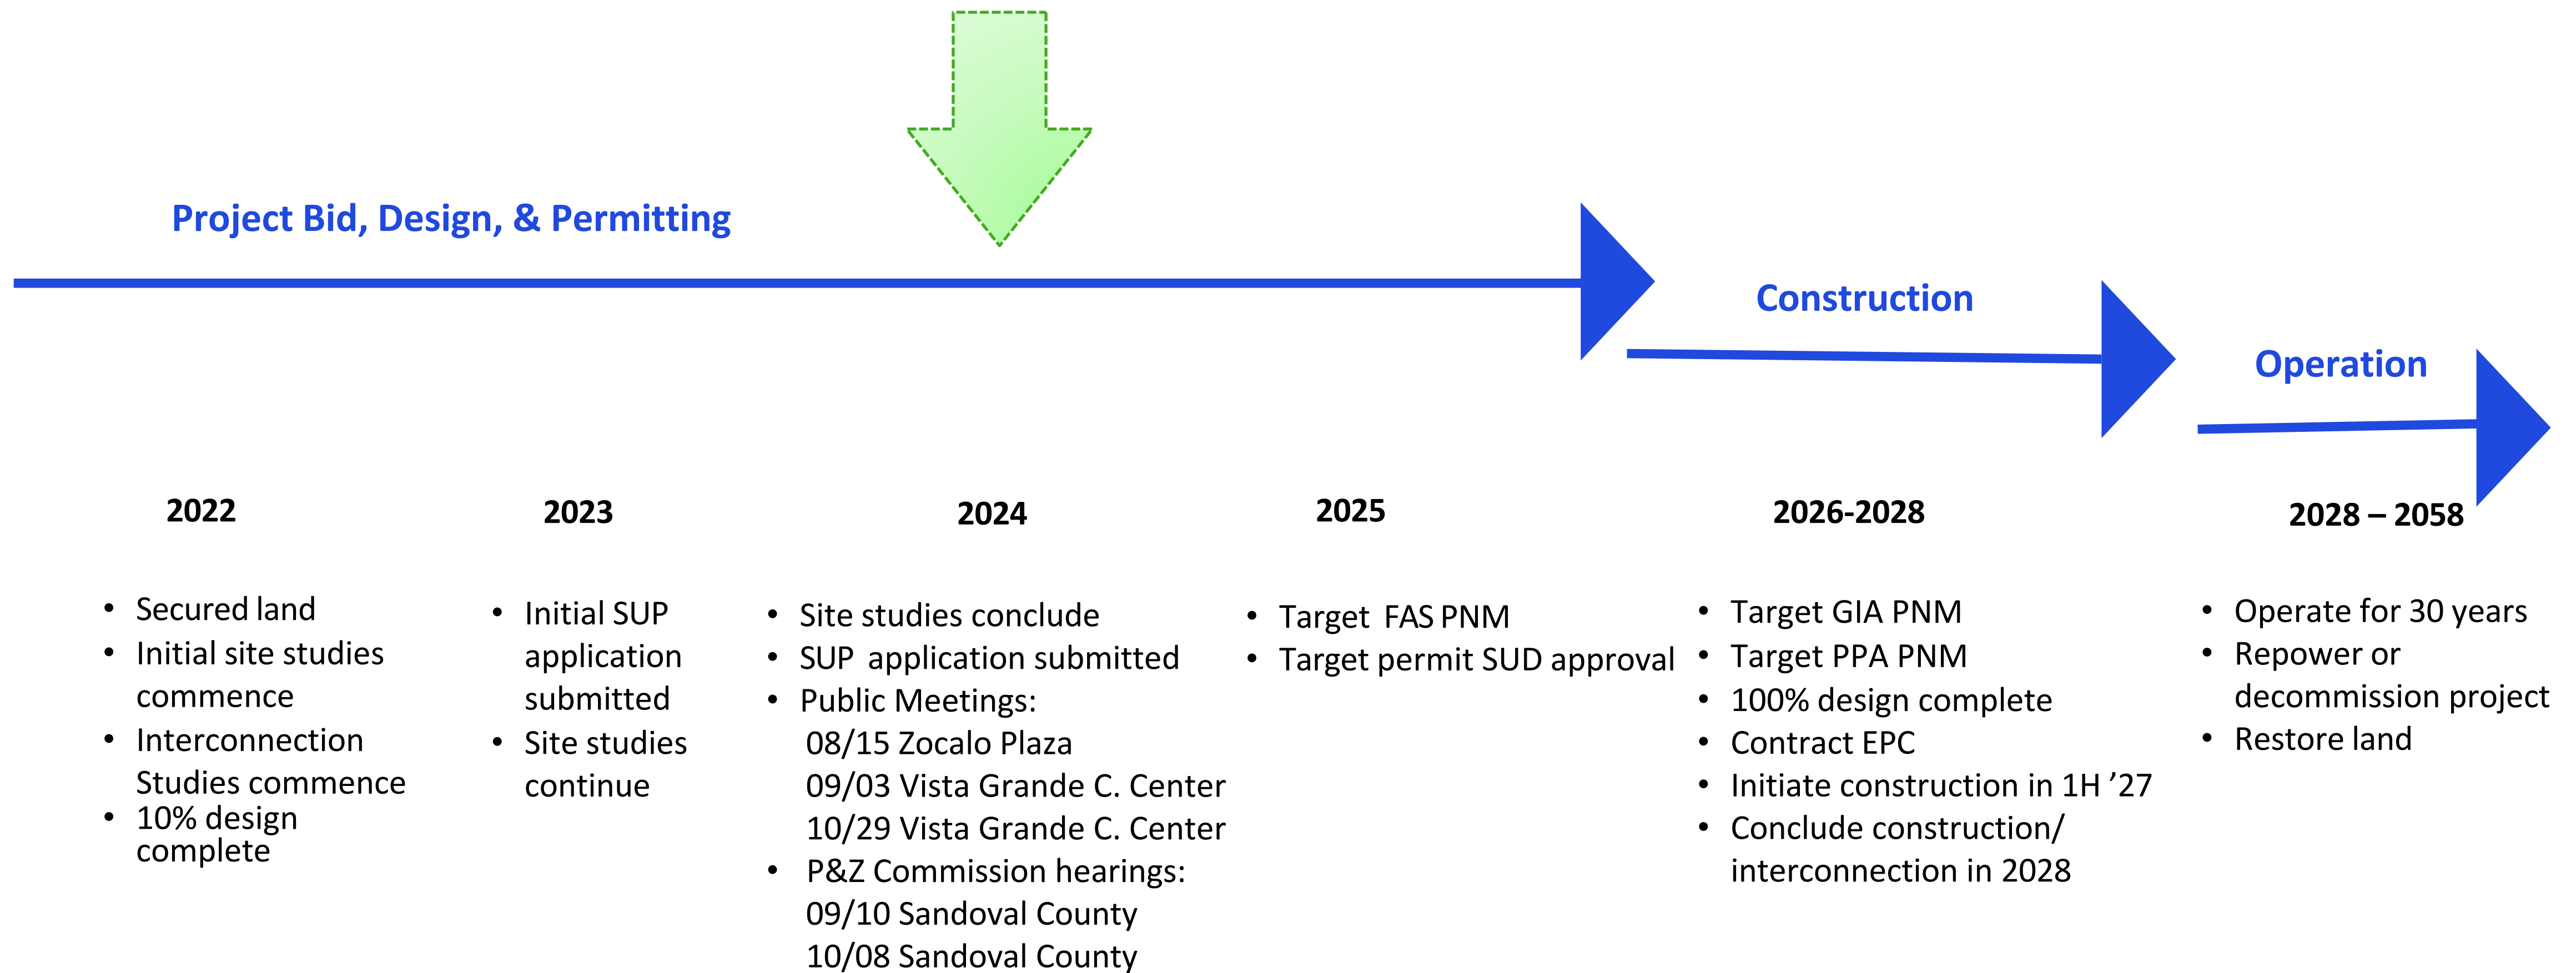 Project Bid, Design, & Permitting
Construction
Operation
2022
• Secured land
• Initial site studies
commence
• Interconnection
Studies commence
• 10% design
complete
2023
• Initial SUP
application
submitted
• Site studies
continue
2024
• Site studies conclude
• SUP application submitted
• Public Meetings:
08/15 Zocalo Plaza
09/03 Vista Grande C. Center
10/29 Vista Grande C. Center
• P&Z Commission hearings:
09/10 Sandoval County
10/08 Sandoval County
2025
• Target FAS PNM
• Target permit SUD approval
2026-2028
• Target GIA PNM
• Target PPA PNM
• 100% design complete
• Contract EPC
• Initiate construction in 1H ’27
• Conclude construction/
interconnection in 2028
2028 – 2058
• Operate for 30 years
• Repower or
decommission project
• Restore land